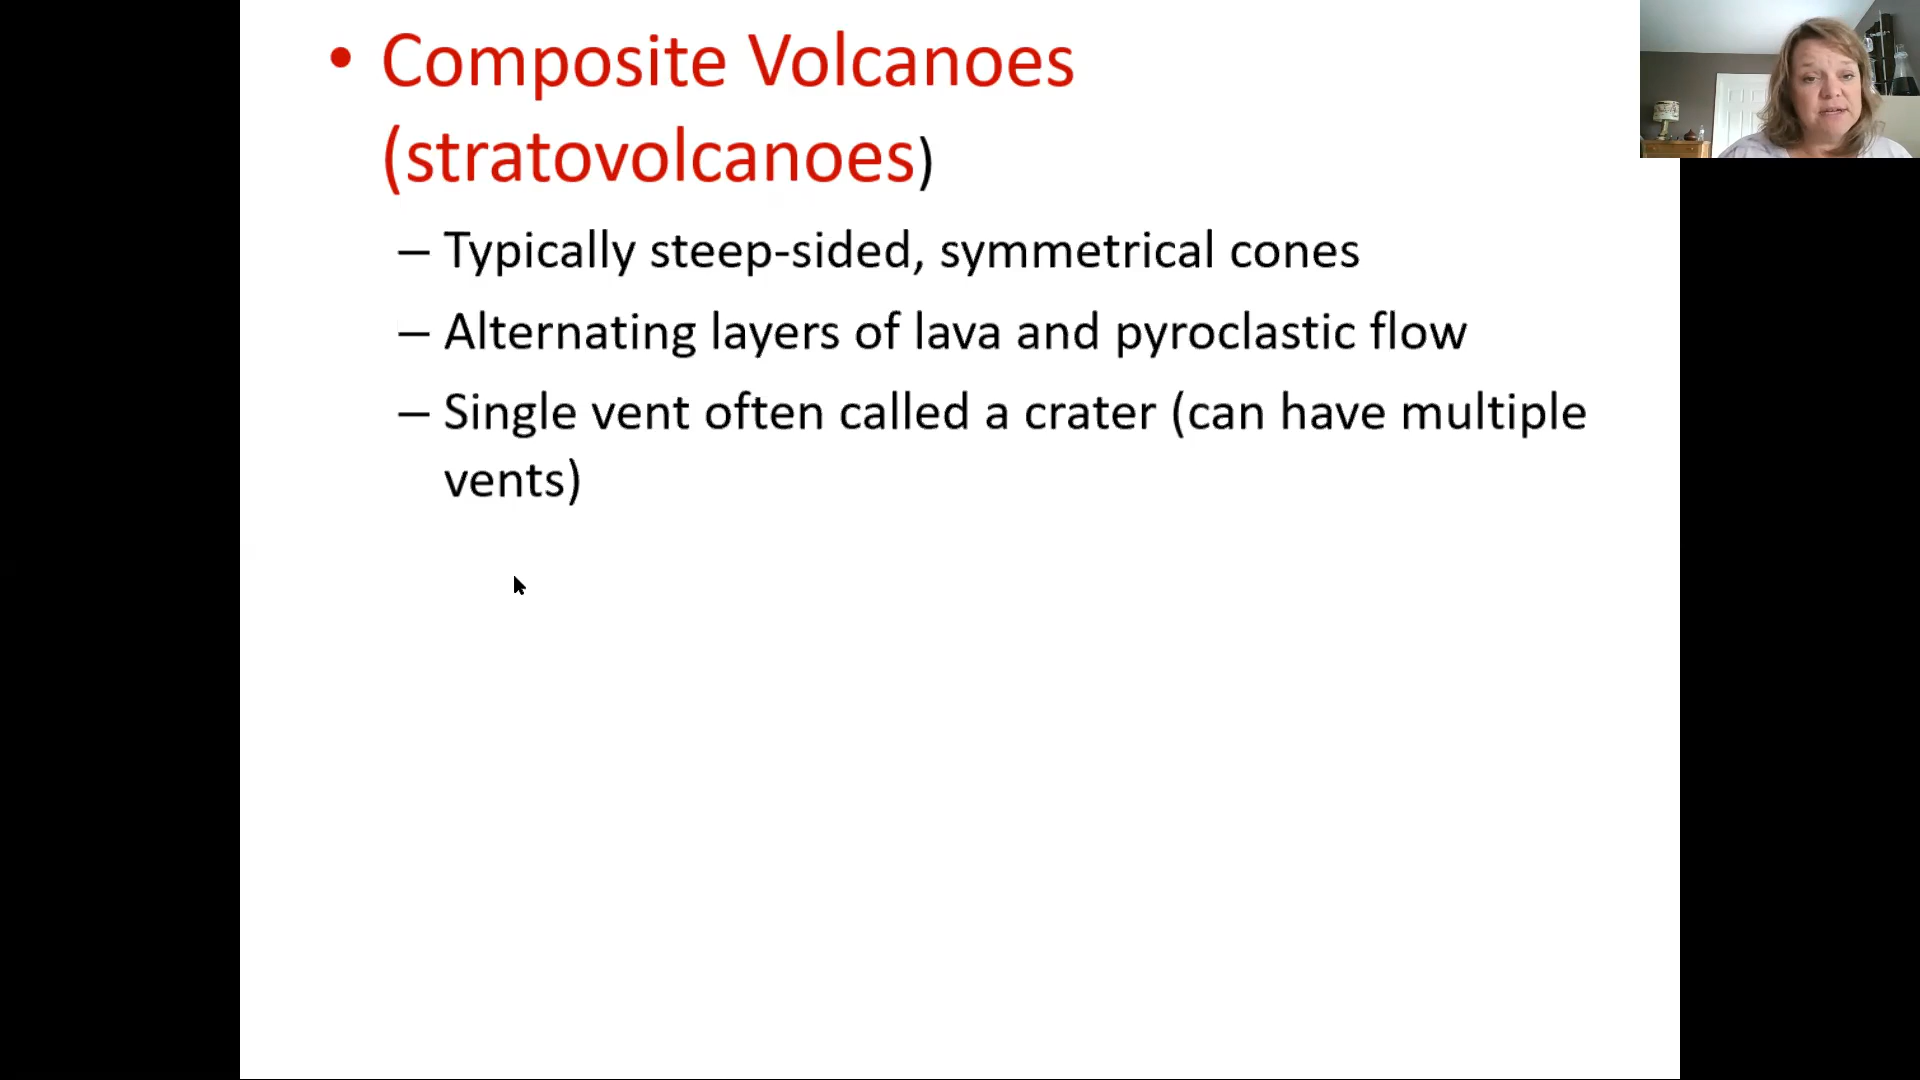 • Composite Volcanoes
(stratovolcanoes)
– Typically steep-sided, symmetrical cones
– Alternating layers of lava and pyroclastic flow
– Single vent often called a crater (can have multiple
vents)